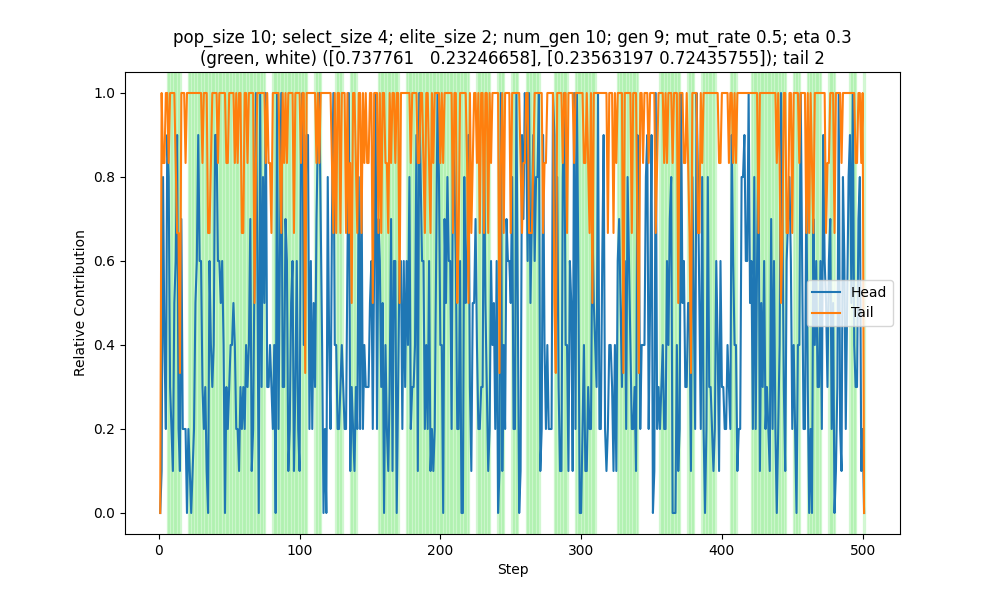 pop_size 10; select_size 4; elite_size 2; num_gen 10; gen 9; mut_rate 0.5; eta 0.3
(green, white) ([0.737761   0.23246658], [0.23563197 0.72435755]); tail 2
1.0
0.8
0.6
0.4
0.2
0.0
Relative Contribution
Head
Tail
0
100
200
300
400
500
Step